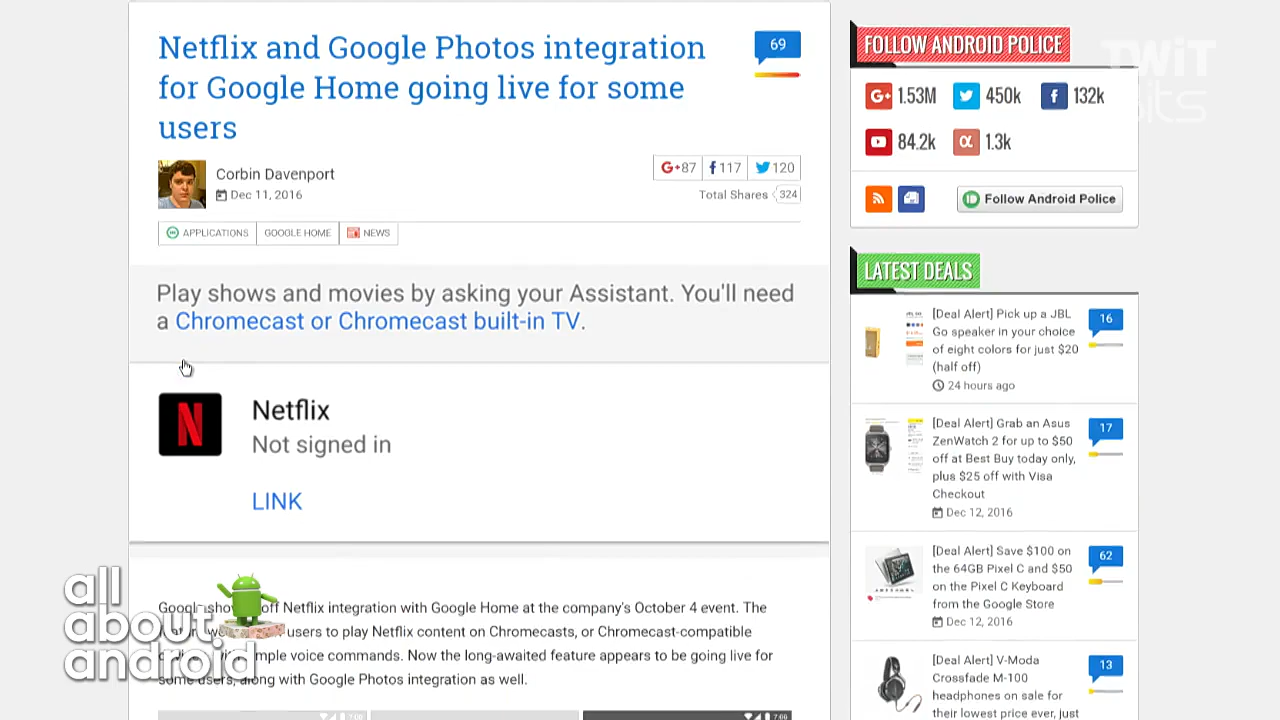 Netflix and Google Photos integration
for Google Home going live for some
users
69
Corbin Davenport
Dec 11, 2016
G+ 87
f 117
120
Total Shares 324
APPLICATIONS
GOOGLE HOME
NEWS
Play shows and movies by asking your Assistant. You'll need
a Chromecast or Chromecast built-in TV.
N
Netflix
Not signed in
LINK
off Netflix integration with Google Home at the company's October 4 event. The
users to play Netflix content on Chromecasts, or Chromecast-compatible
simple voice commands. Now the long-awaited feature appears to be going live for
some users, along with Google Photos integration as well.
7:00
7:00
all
about
android
FOLLOW ANDROID POLICE
TWiT
bits
G+ 1.53M
450k
f 132k
84.2k
α 1.3k
Follow Android Police
LATEST DEALS
[Deal Alert] Pick up a JBL
Go speaker in your choice
of eight colors for just $20
(half off)
24 hours ago
16
[Deal Alert] Grab an Asus
ZenWatch 2 for up to $50
off at Best Buy today only,
plus $25 off with Visa
Checkout
Dec 12, 2016
17
[Deal Alert] Save $100 on
the 64GB Pixel C and $50
on the Pixel C Keyboard
from the Google Store
Dec 12, 2016
62
[Deal Alert] V-Moda
Crossfade M-100
headphones on sale for
their lowest price ever, just
13